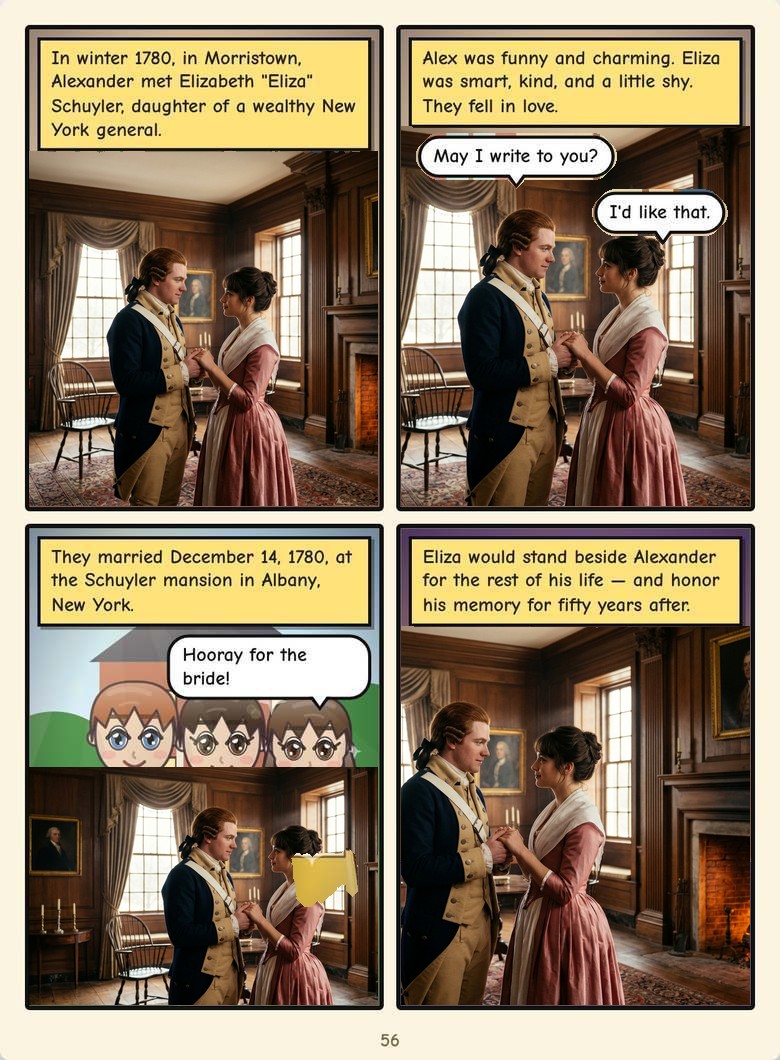 In winter 1780, in Morristown,
Alexander met Elizabeth "Eliza"
Schuyler, daughter of a wealthy New
York general.
Alex was funny and charming. Eliza
was smart, kind, and a little shy.
They fell in love.
May I write to you?
I'd like that.
They married December 14, 1780, at
the Schuyler mansion in Albany,
New York.
Hooray for the
bride!
Eliza would stand beside Alexander
for the rest of his life — and honor
his memory for fifty years after.
56